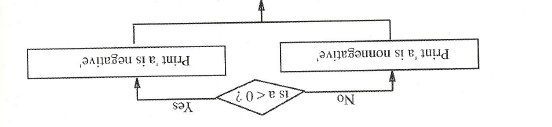 No
is a < 0 ?
Yes
Print 'a is nonnegative'
Print 'a is negative'